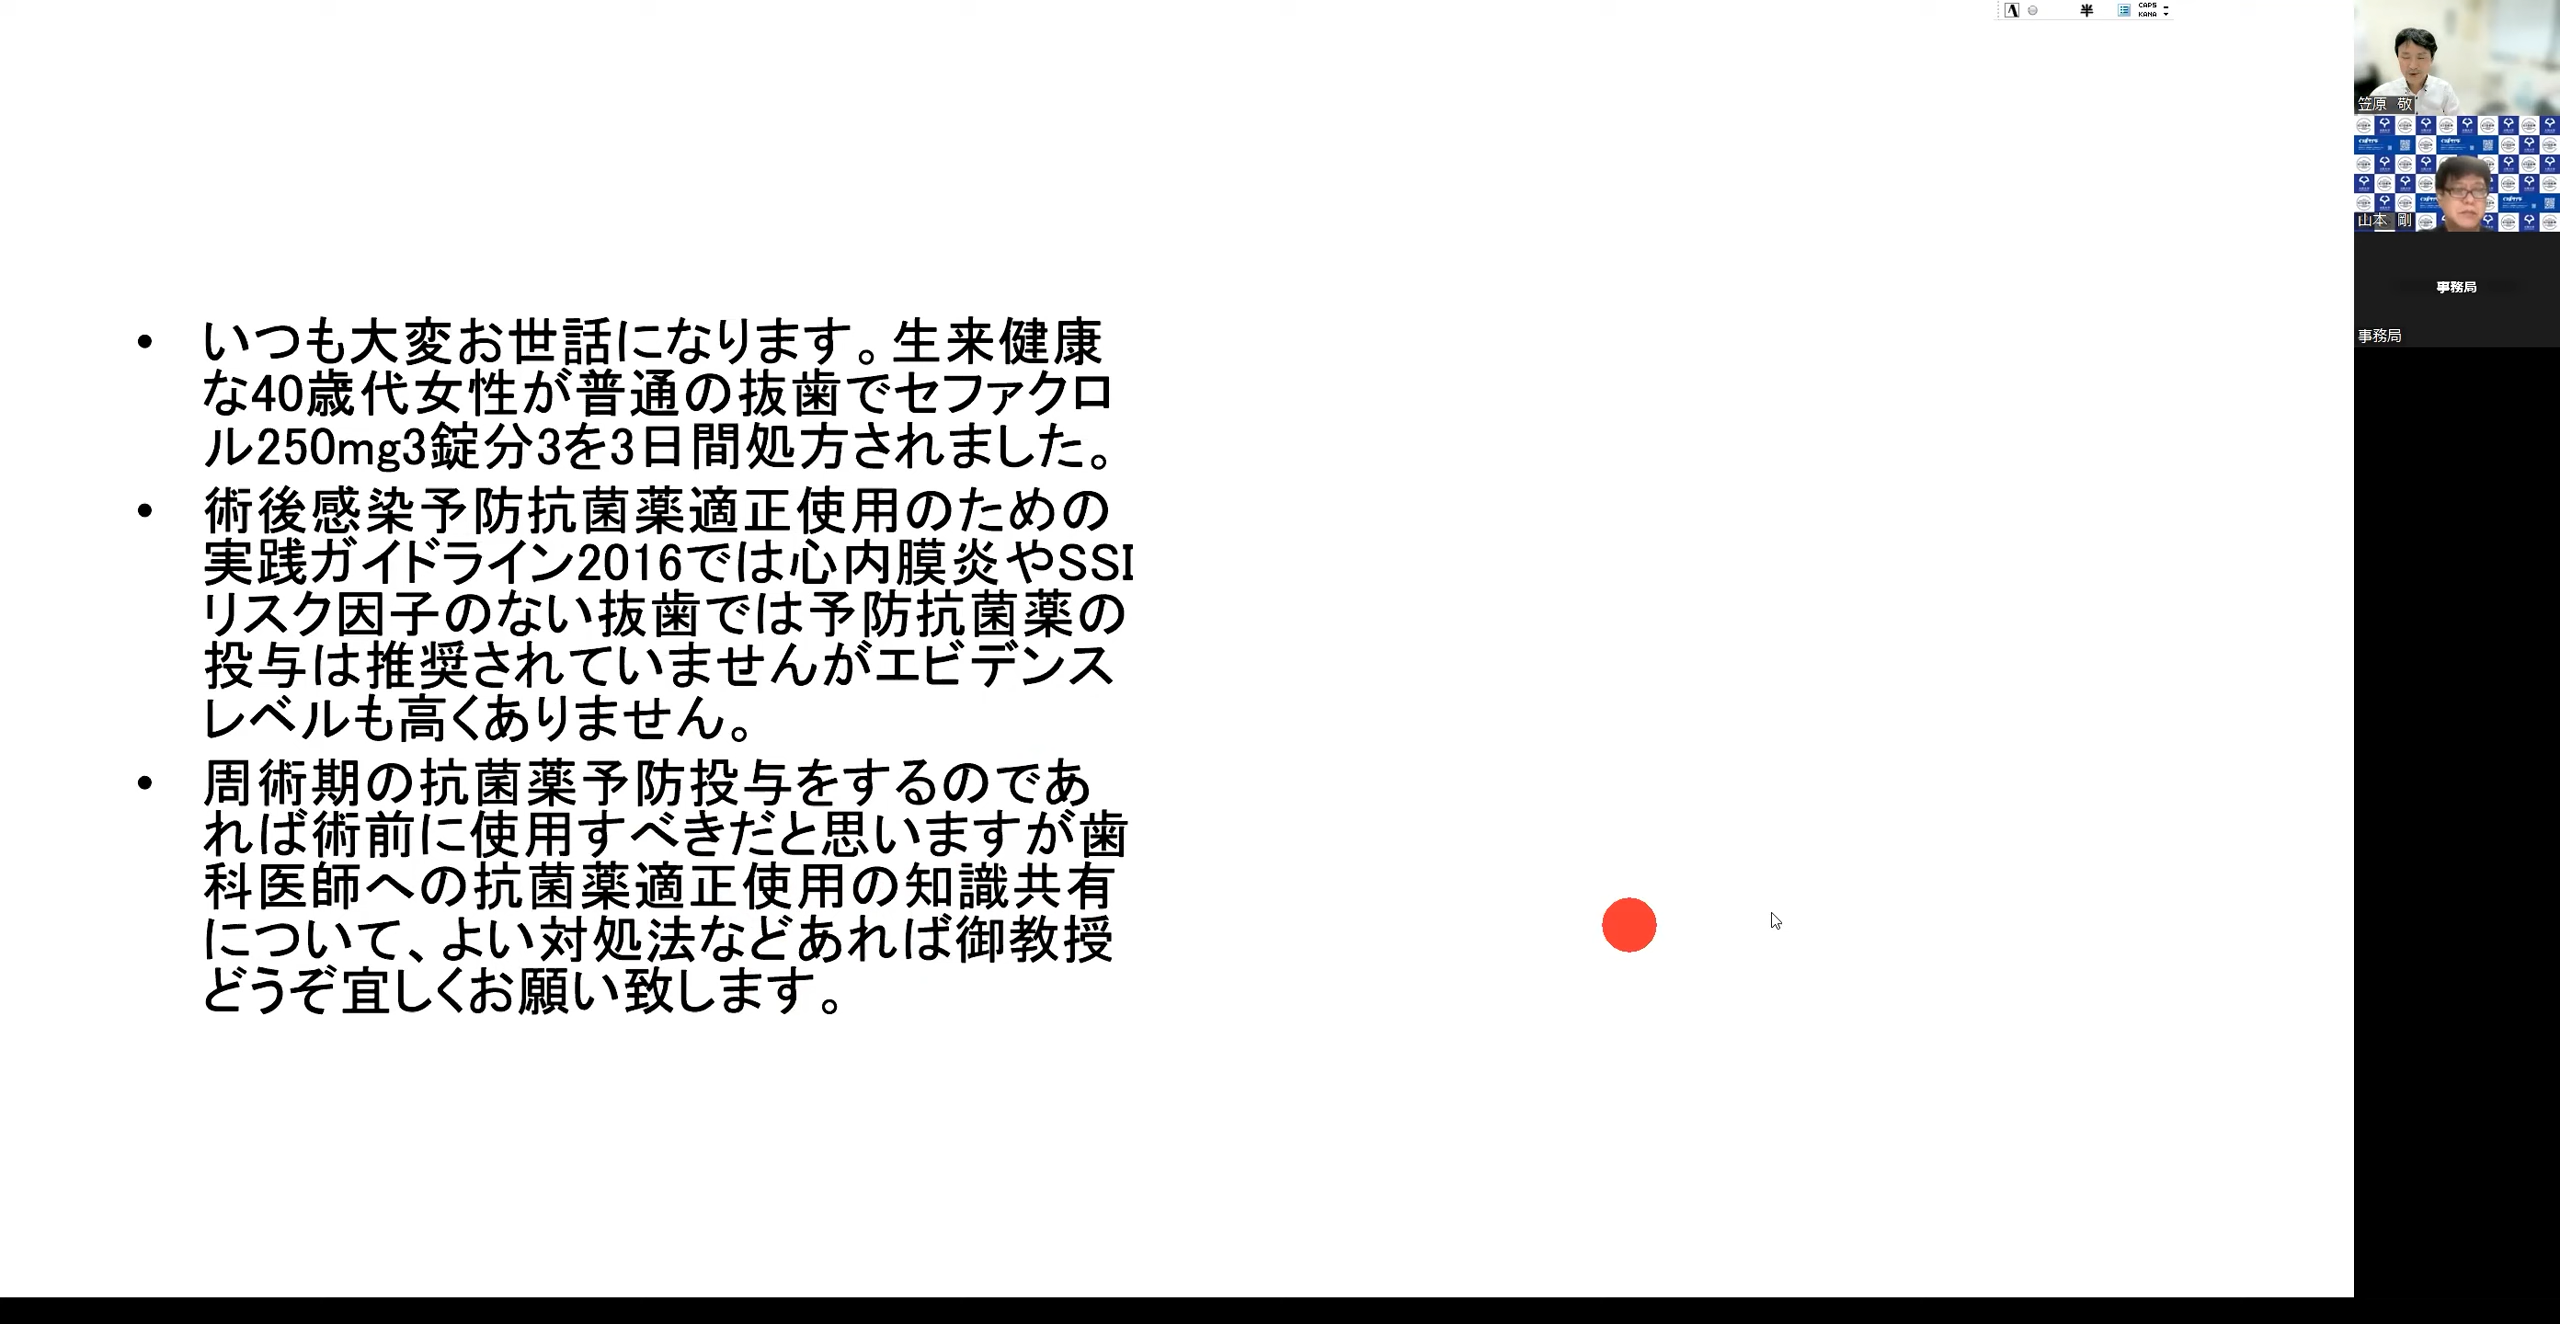 半
CAPS
KANA
笠原 敬
山本 剛
事務局
事務局
• いつも大変お世話になります。生来健康
な40歳代女性が普通の抜歯でセファクロ
ル250mg3錠分3を3日間処方されました。
• 術後感染予防抗菌薬適正使用のための
実践ガイドライン2016では心内膜炎やSSI
リスク因子のない抜歯では予防抗菌薬の
投与は推奨されていませんがエビデンス
レベルも高くありません。
• 周術期の抗菌薬予防投与をするのであ
れば術前に使用すべきだと思いますが歯
科医師への抗菌薬適正使用の知識共有
について、よい対処法などあれば御教授
どうぞ宜しくお願い致します。